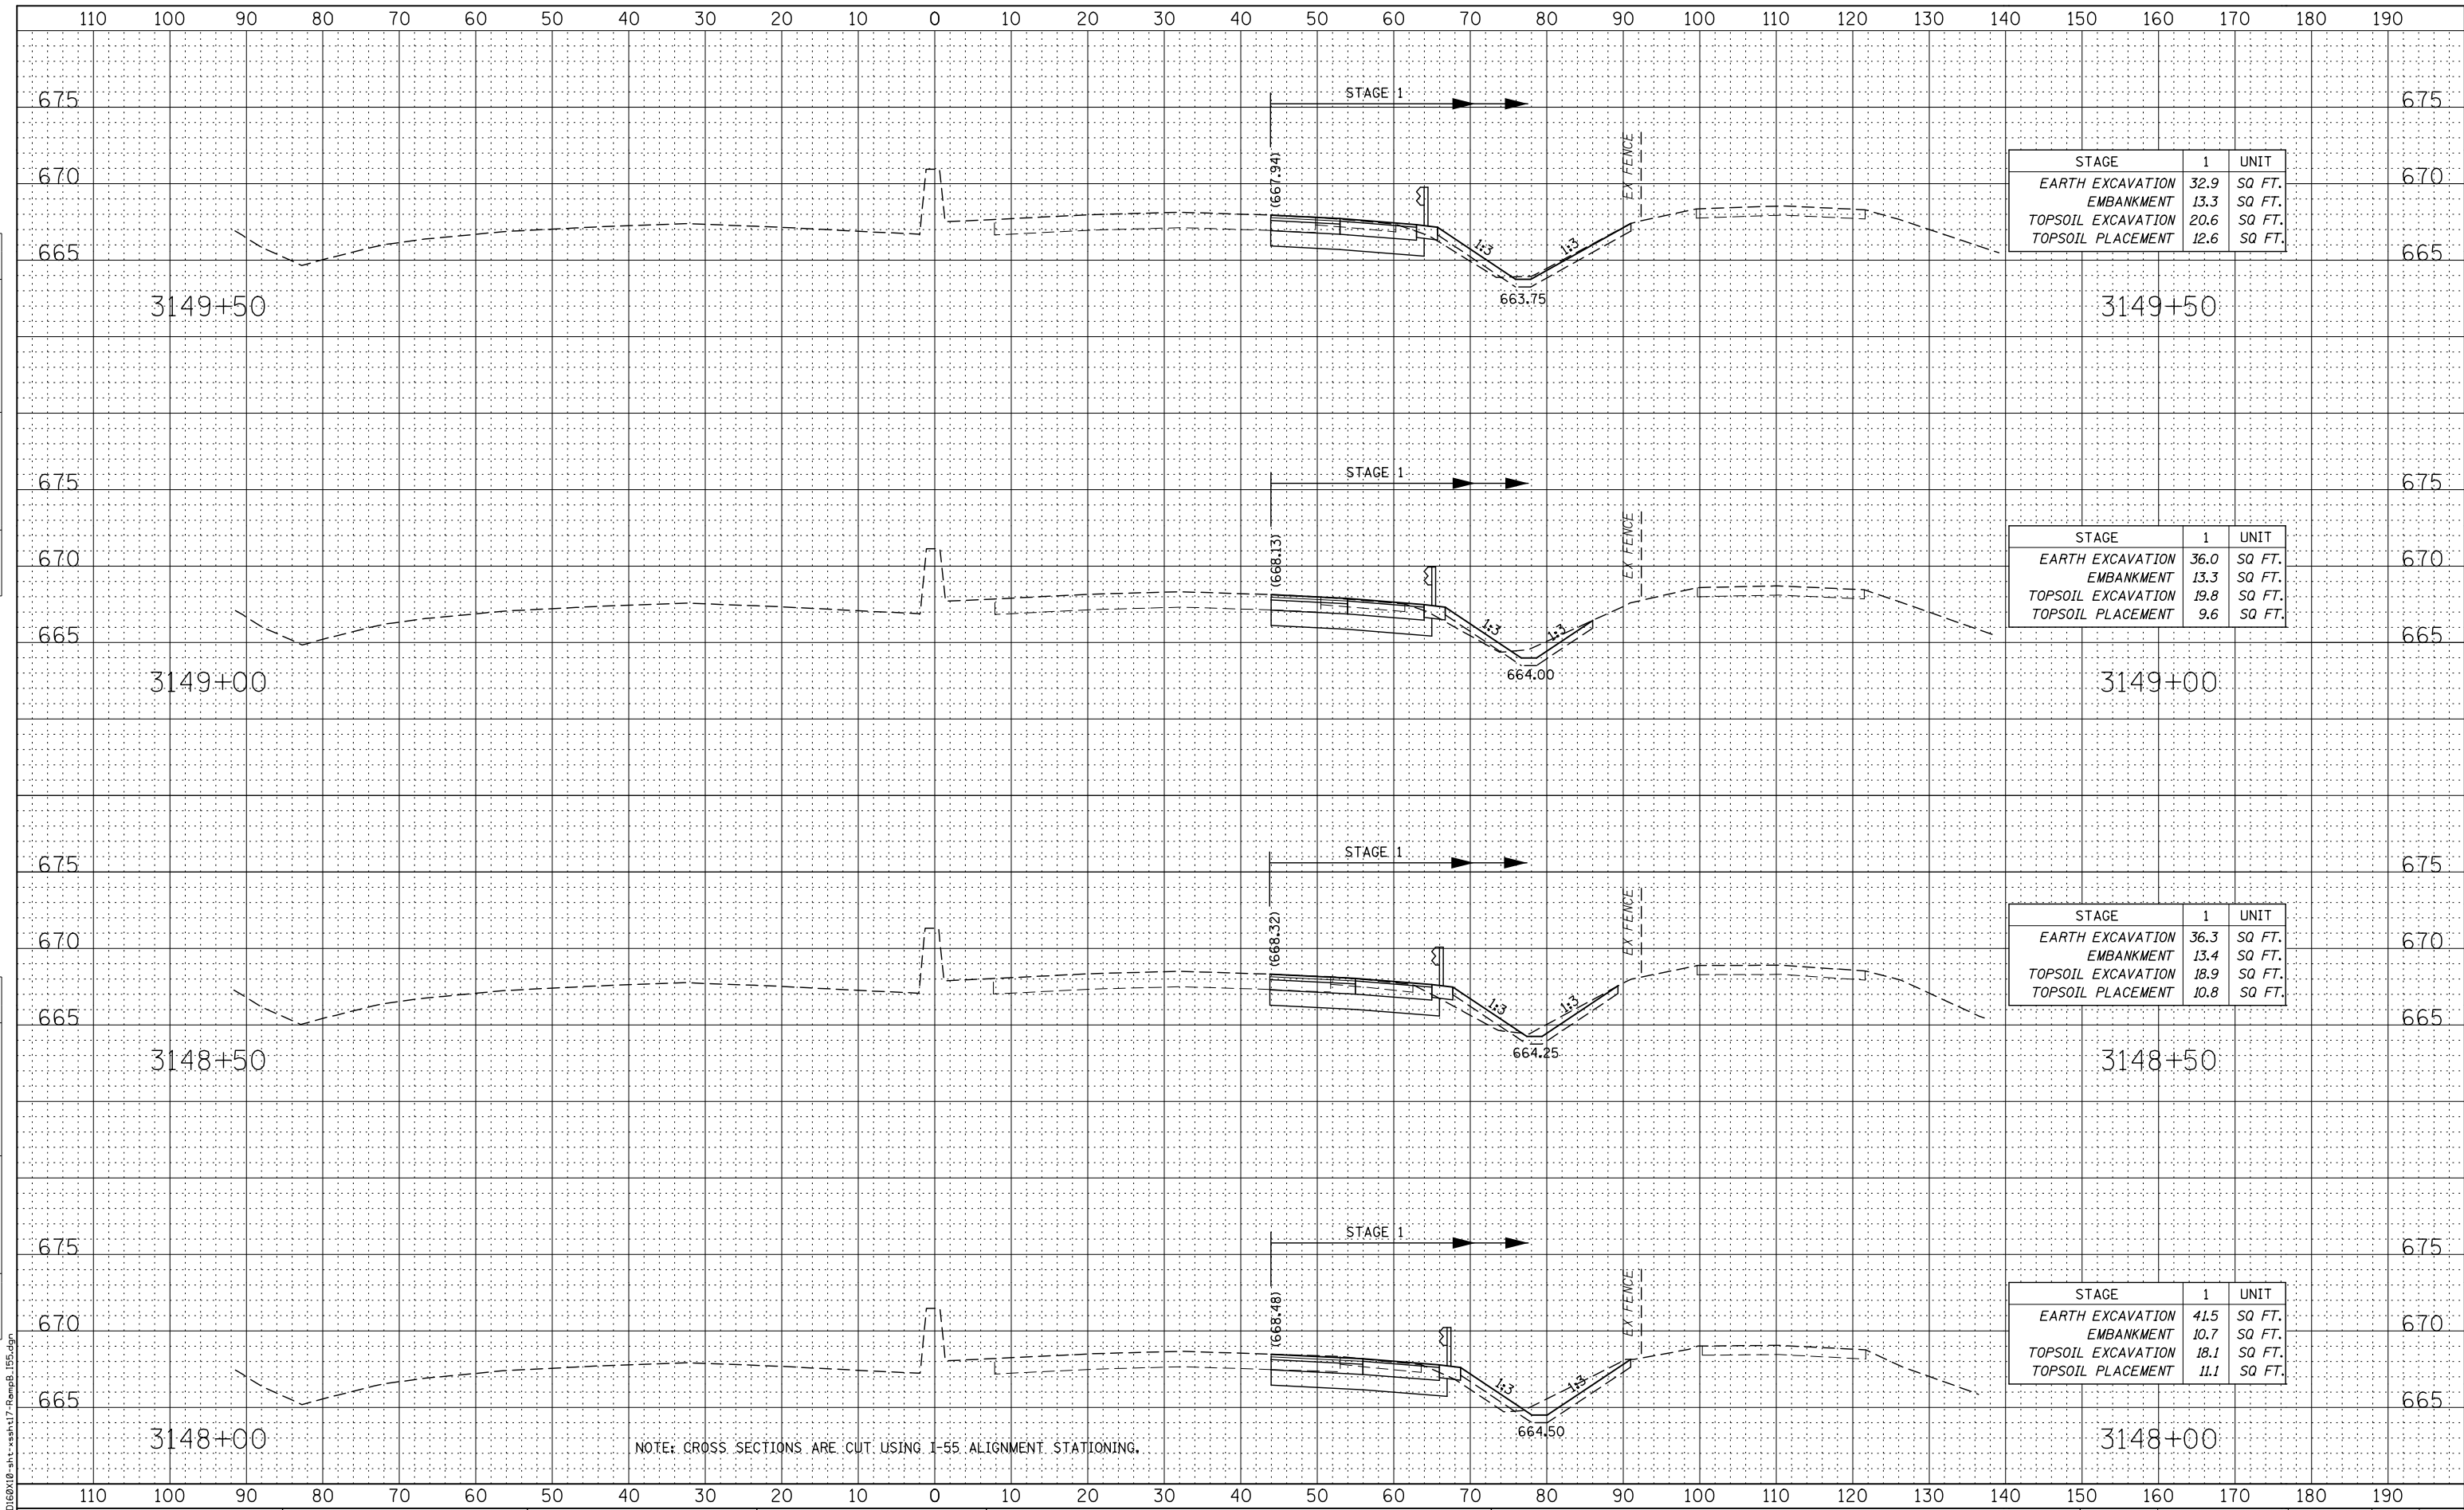 110 100 90 80 70 60 50 40 30 20 10 0 10 20 30 40 50 60 70 80 90 100 110 120 130 140 150 160 170 180 190
STAGE 1
675 675
EX FENCE
(667.94)
STAGE 1 UNIT
670 670
EARTH EXCAVATION 32.9 SQ FT.
EMBANKMENT 13.3 SQ FT.
TOPSOIL EXCAVATION 20.6 SQ FT.
TOPSOIL PLACEMENT 12.6 SQ FT.
1:3 1:3
665 665
663.75
3149+50 3149+50
STAGE 1
675 675
EX FENCE
(668.13)
STAGE 1 UNIT
670 670
EARTH EXCAVATION 36.0 SQ FT.
EMBANKMENT 13.3 SQ FT.
TOPSOIL EXCAVATION 19.8 SQ FT.
TOPSOIL PLACEMENT 9.6 SQ FT.
1:3 1:3
665 665
664.00
3149+00 3149+00
STAGE 1
675 675
EX FENCE
(668.32)
STAGE 1 UNIT
670 670
EARTH EXCAVATION 36.3 SQ FT.
EMBANKMENT 13.4 SQ FT.
TOPSOIL EXCAVATION 18.9 SQ FT.
TOPSOIL PLACEMENT 10.8 SQ FT.
1:3 1:3
665 665
664.25
3148+50 3148+50
STAGE 1
675 675
EX FENCE
(668.48)
STAGE 1 UNIT
670 670
EARTH EXCAVATION 41.5 SQ FT.
EMBANKMENT 10.7 SQ FT.
TOPSOIL EXCAVATION 18.1 SQ FT.
TOPSOIL PLACEMENT 11.1 SQ FT.
1:3 1:3
665 665
664.50
3148+00 3148+00
NOTE: CROSS SECTIONS ARE CUT USING I-55 ALIGNMENT STATIONING.
110 100 90 80 70 60 50 40 30 20 10 0 10 20 30 40 50 60 70 80 90 100 110 120 130 140 150 160 170 180 190